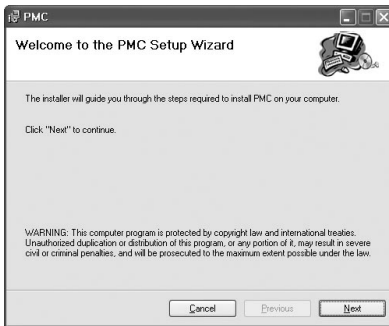 PMC
Welcome to the PMC Setup Wizard
The installer will guide you through the steps required to install PMC on your computer.
Click "Next" to continue.
WARNING: This computer program is protected by copyright law and international treaties.
Unauthorized duplication or distribution of this program, or any portion of it, may result in severe
civil or criminal penalties, and will be prosecuted to the maximum extent possible under the law.
Cancel
Previous
Next